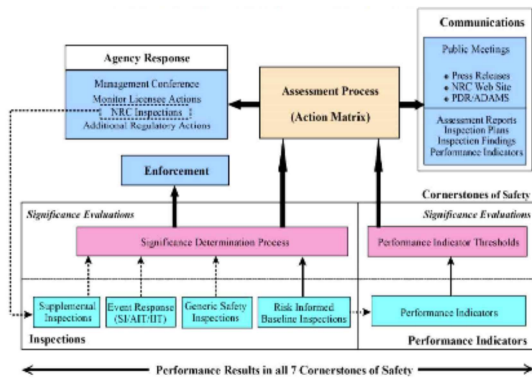 Communications
Public Meetings
Press Releases
NRC Web Site
PDR/ADAMS
Assessment Reports
Inspection Plans
Inspection Findings
Performance Indicators
Agency Response
Management Conference
Monitor Licensee Actions
NRC Inspections
Additional Regulatory Actions
Assessment Process
(Action Matrix)
Enforcement
Cornerstones of Safety
Significance Evaluations
Significance Evaluations
Significance Determination Process
Performance Indicator Thresholds
Supplemental
Inspections
Event Response
(SI/AIT/IIT)
Generic Safety
Inspections
Risk Informed
Baseline Inspections
Performance Indicators
Inspections
Performance Indicators
Performance Results in all 7 Cornerstones of Safety